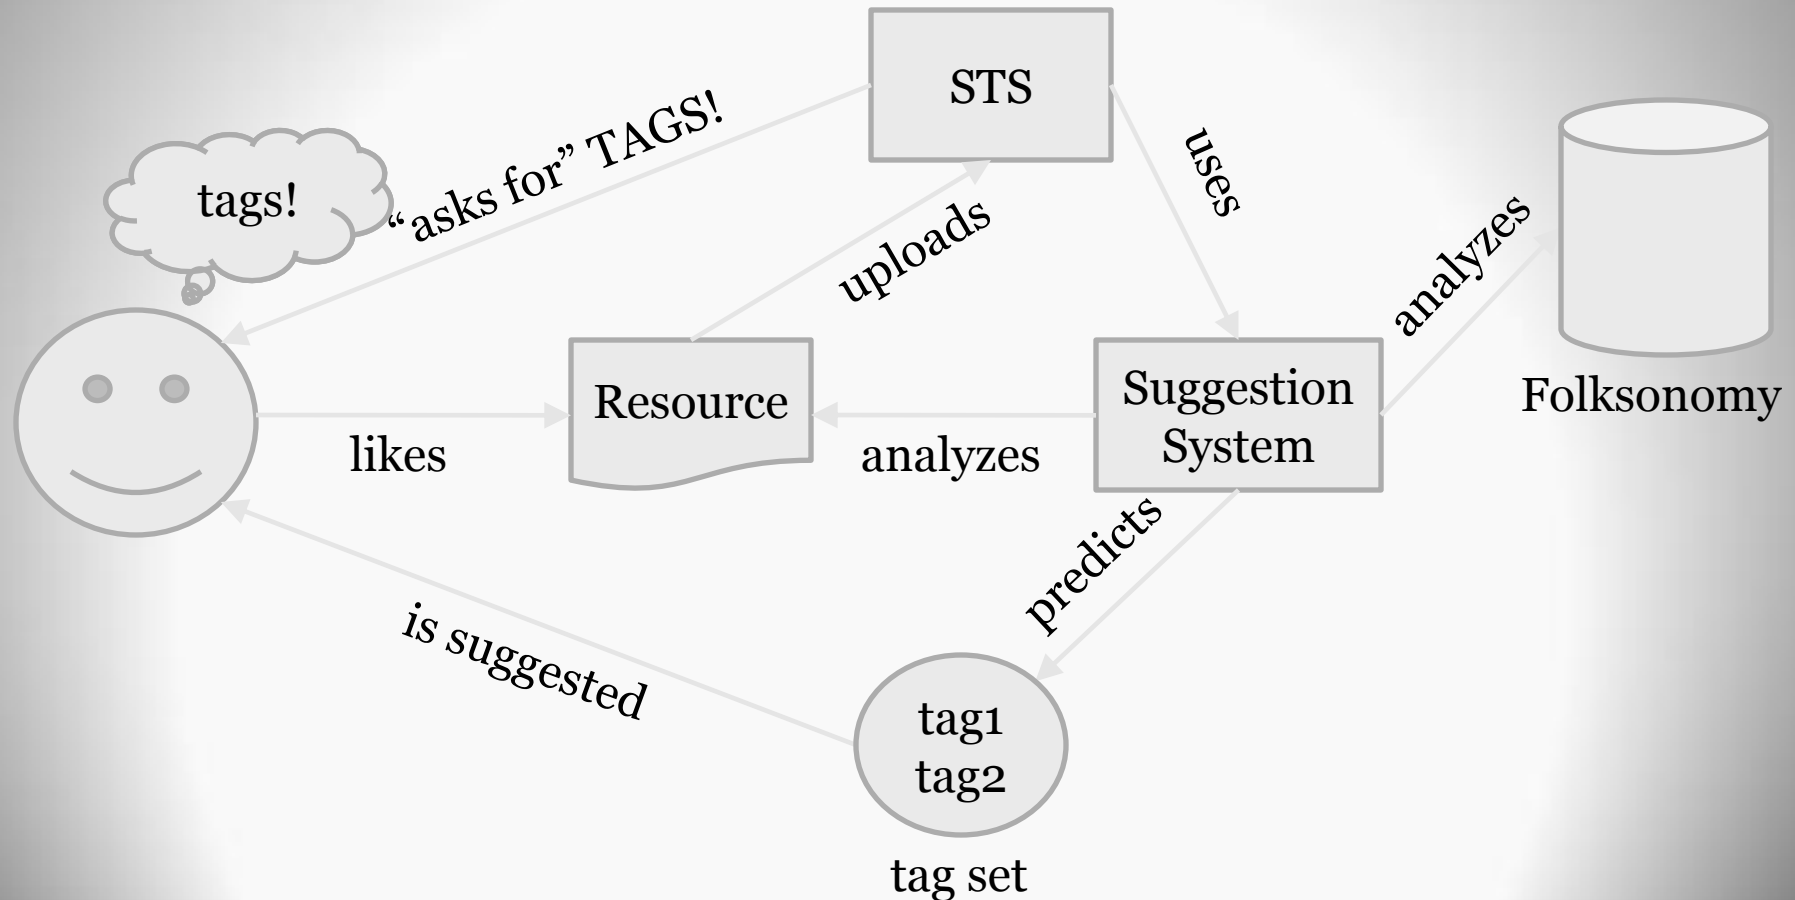 STS
“asks for” TAGS!
uses
tags!
uploads
analyzes
Resource
Suggestion
System
Folksonomy
likes
analyzes
predicts
is suggested
tag1
tag2
tag set